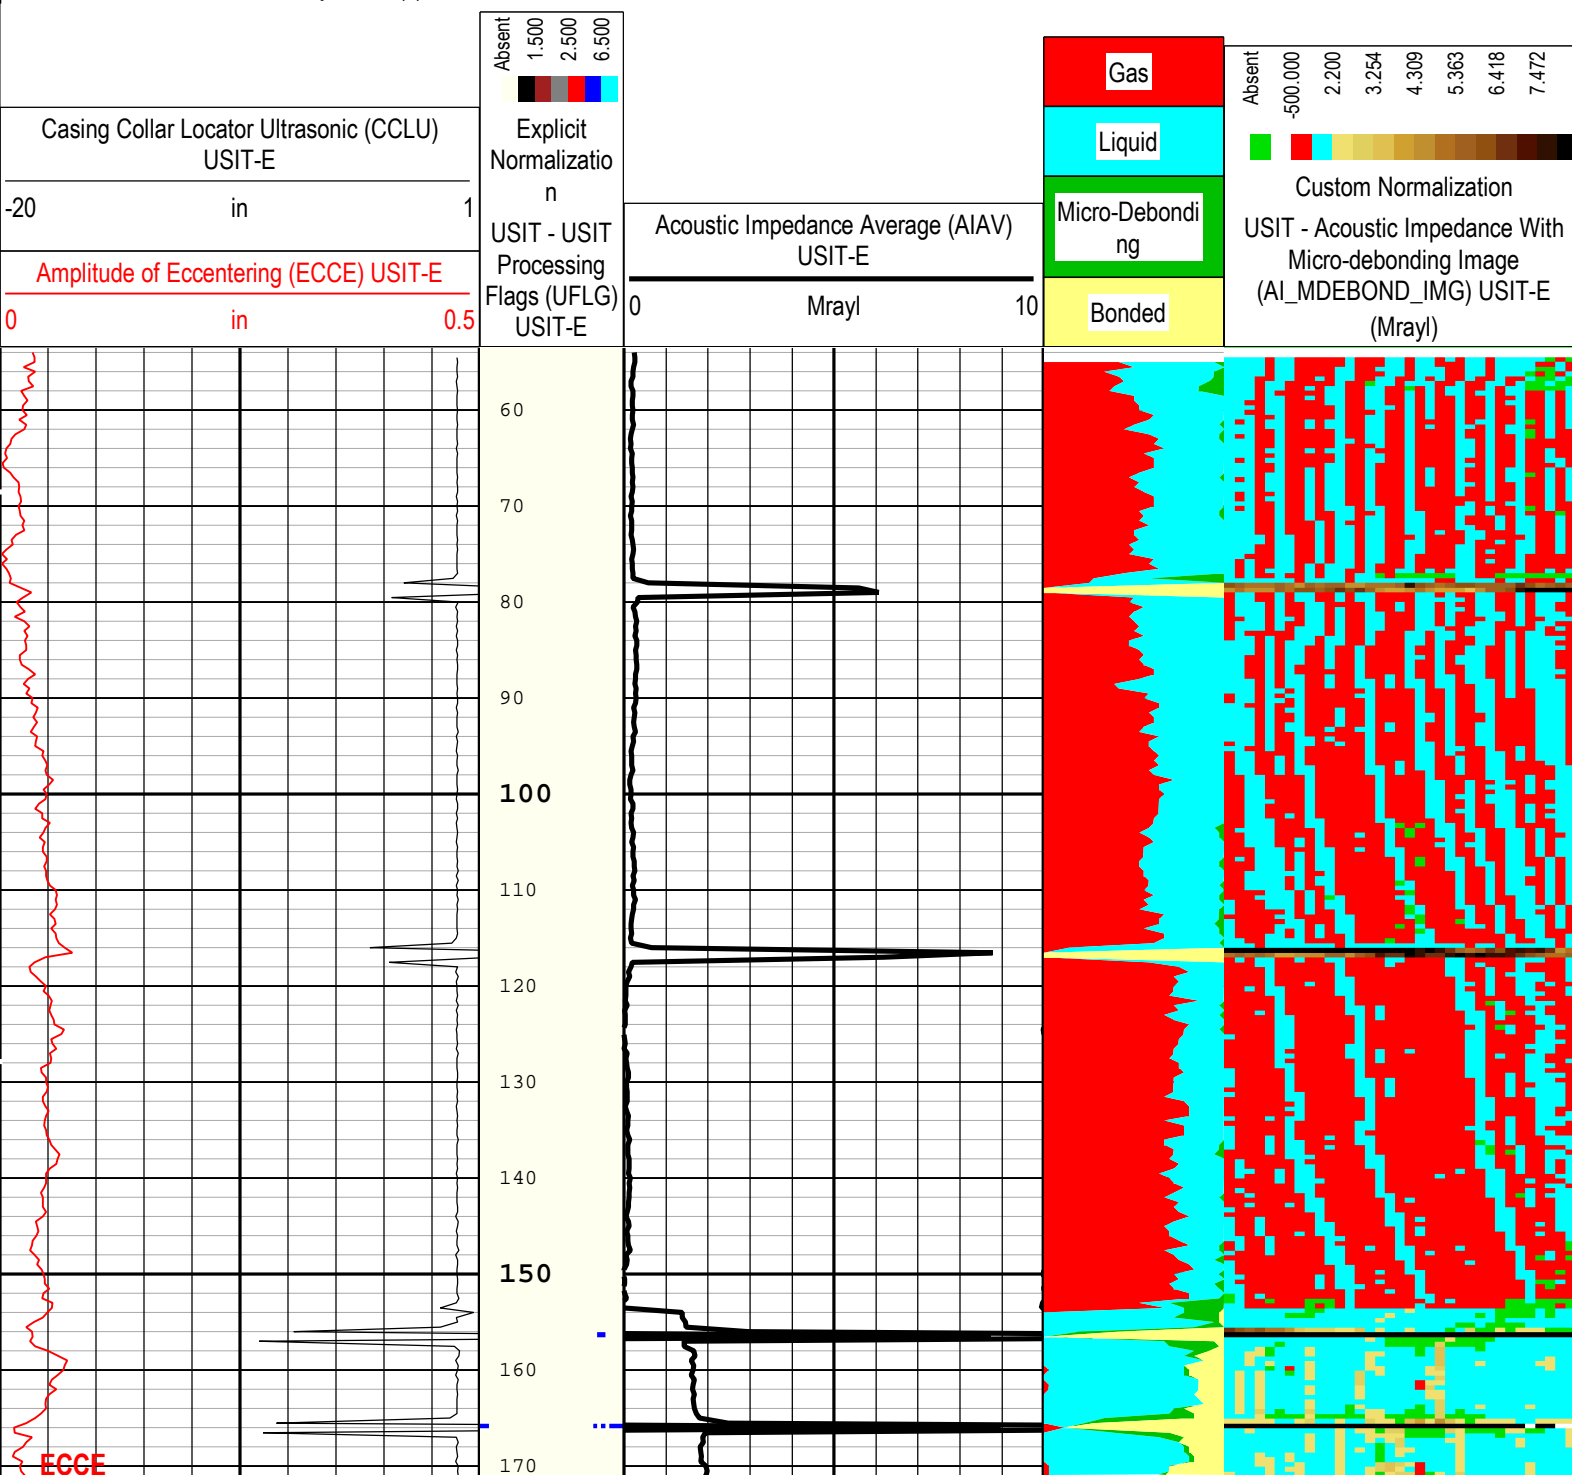 Casing Collar Locator Ultrasonic (CCLU)
USIT-E
-20 in 1
Amplitude of Eccentering (ECCE) USIT-E
0 in 0.5
Absent
1.500
2.500
6.500
Explicit
Normalizatio
n
USIT - USIT
Processing
Flags (UFLG)
USIT-E
Acoustic Impedance Average (AIAV)
USIT-E
0 Mrayl 10
Gas
Liquid
Micro-Debondi
ng
Bonded
Absent
-500.000
2.200
3.254
4.309
5.363
6.418
7.472
Custom Normalization
USIT - Acoustic Impedance With
Micro-debonding Image
(AI_MDEBOND_IMG) USIT-E
(Mrayl)
60
70
80
90
100
110
120
130
140
150
160
170
ECCE